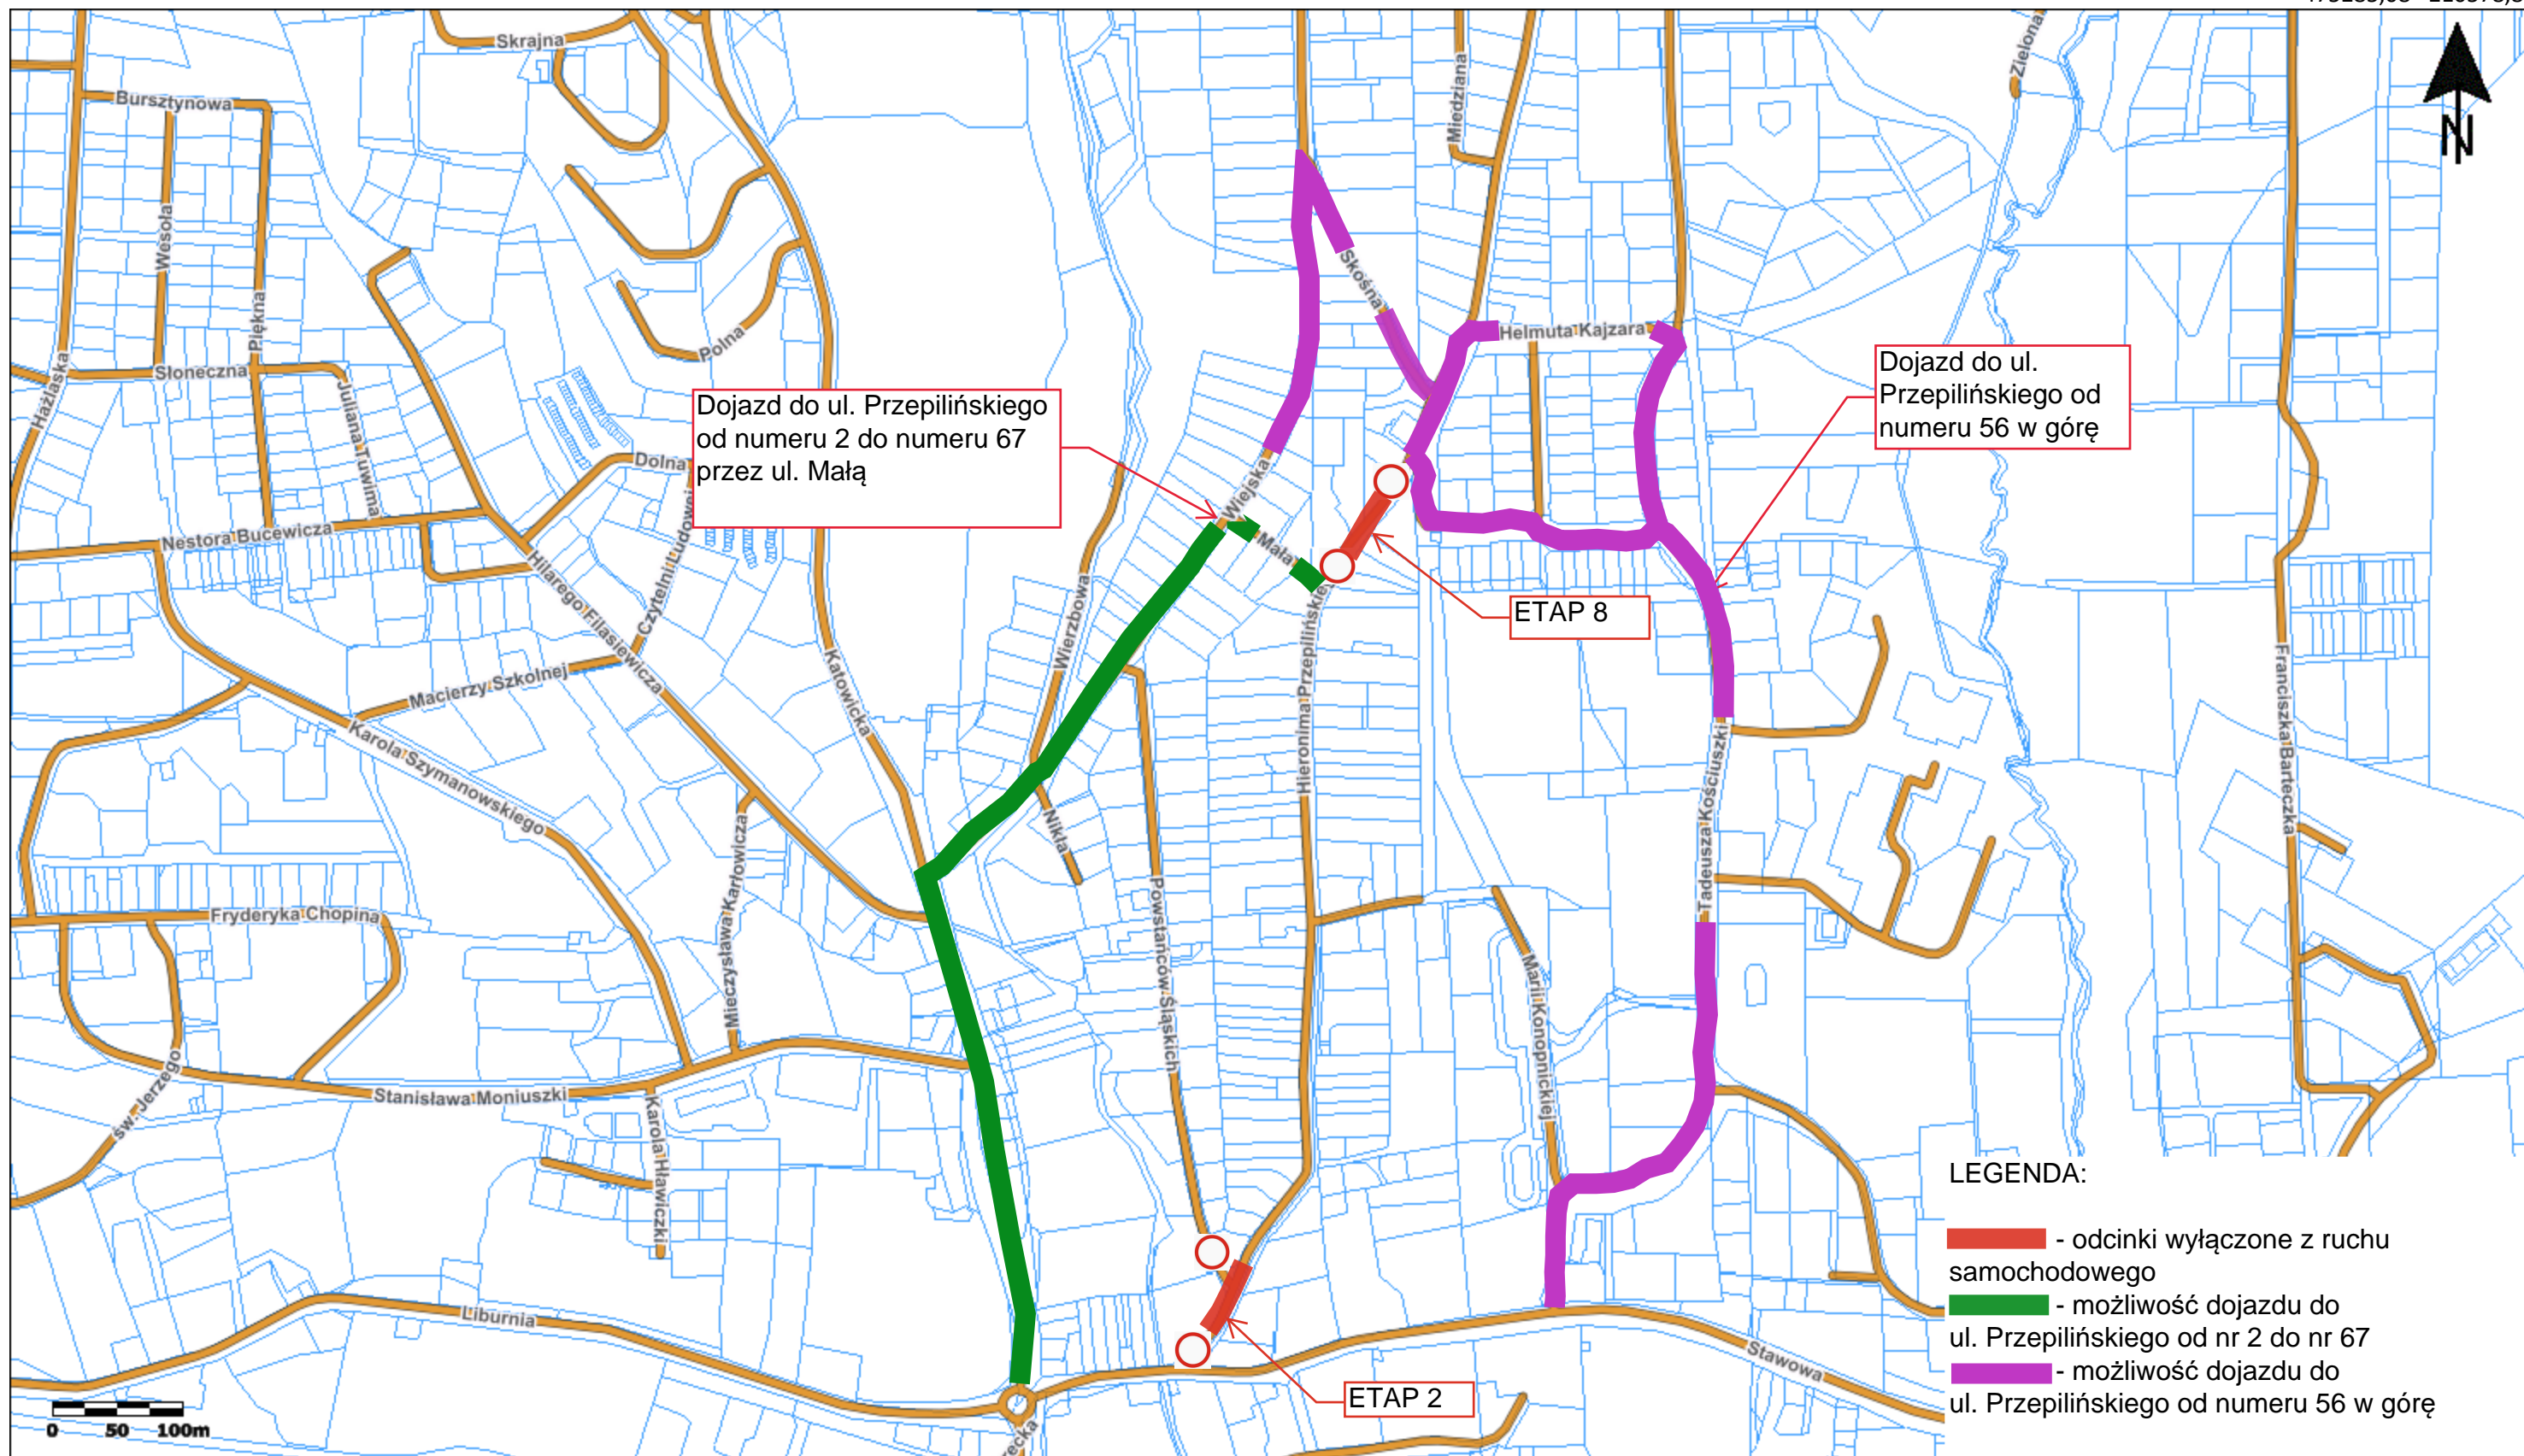 Skrajna
Bursztynowa
Wesoła
Piękna
Miedziana
Zielona
N
Hażlaska
Słoneczna
Juliana Tuwima
Polna
Skośna
Helmuta Kajzara
Dojazd do ul. Przepilińskiego
od numeru 2 do numeru 67
przez ul. Małą
Dojazd do ul.
Przepilińskiego od
numeru 56 w górę
Dolna
Wiejska
Nestora Bucewicza
Mała
Czytelni Ludowej
Hilarego Filasiewicza
Wierzbowa
ETAP 8
Macierzy Szkolnej
Katowicka
Hieronima Przepilińskie
Franciszka Barteczka
Karola Szymanowskiego
Tadeusza Kościuszki
Nikła
Mieczysława Karłowicza
Fryderyka Chopina
Powstańców Śląskich
Marii Konopnickiej
św. Jerzego
Stanisława Moniuszki
Karola Hławiczki
LEGENDA:
- odcinki wyłączone z ruchu
samochodowego
- możliwość dojazdu do
ul. Przepilińskiego od nr 2 do nr 67
- możliwość dojazdu do
ul. Przepilińskiego od numeru 56 w górę
Liburnia
Stawowa
ETAP 2
0 50 100m